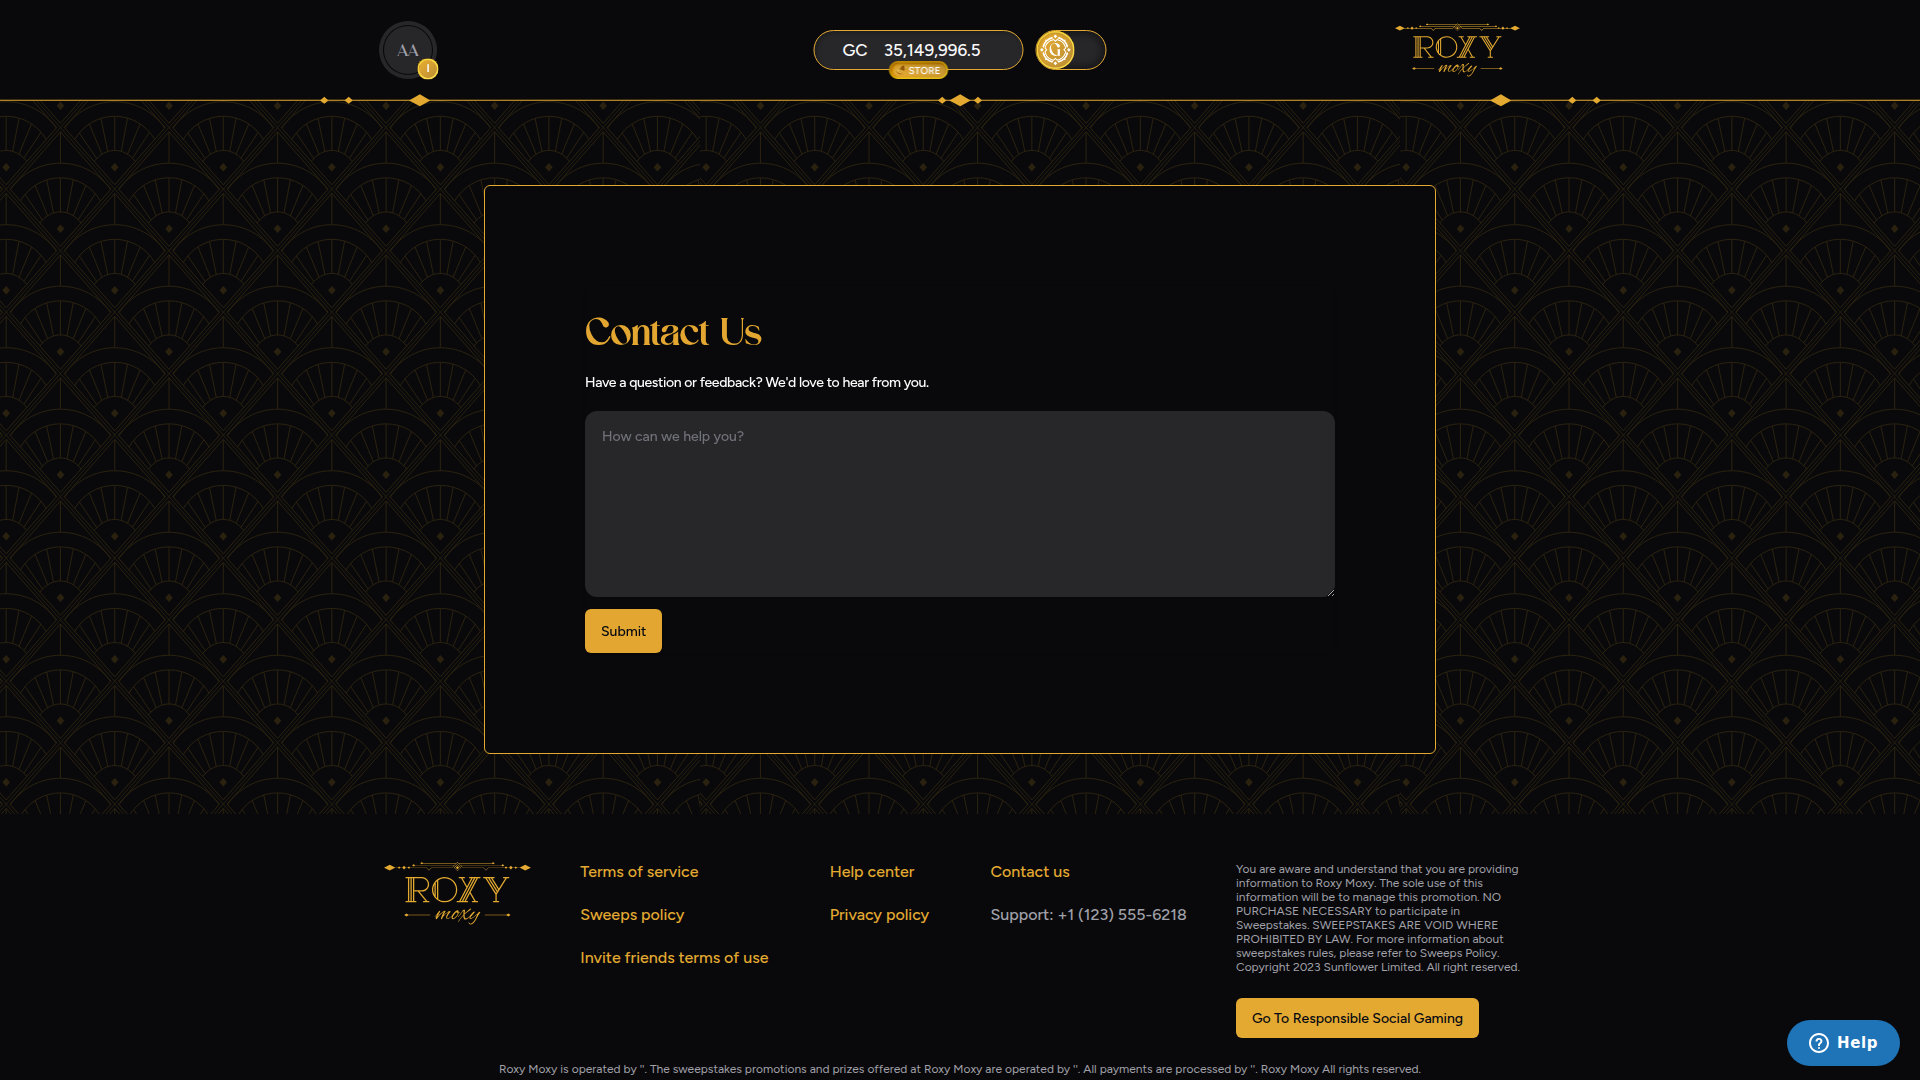 AA
I
GC 35,149,996.5
STORE
G
ROXY
moxy
Contact Us
Have a question or feedback? We'd love to hear from you.
How can we help you?
Submit
ROXY
moxy
Terms of service
Sweeps policy
Invite friends terms of use
Help center
Privacy policy
Contact us
Support: +1 (123) 555-6218
You are aware and understand that you are providing
information to Roxy Moxy. The sole use of this
information will be to manage this promotion. NO
PURCHASE NECESSARY to participate in
Sweepstakes. SWEEPSTAKES ARE VOID WHERE
PROHIBITED BY LAW. For more information about
sweepstakes rules, please refer to Sweeps Policy.
Copyright 2023 Sunflower Limited. All right reserved.
Go To Responsible Social Gaming
Help
Roxy Moxy is operated by ''. The sweepstakes promotions and prizes offered at Roxy Moxy are operated by ''. All payments are processed by ''. Roxy Moxy All rights reserved.